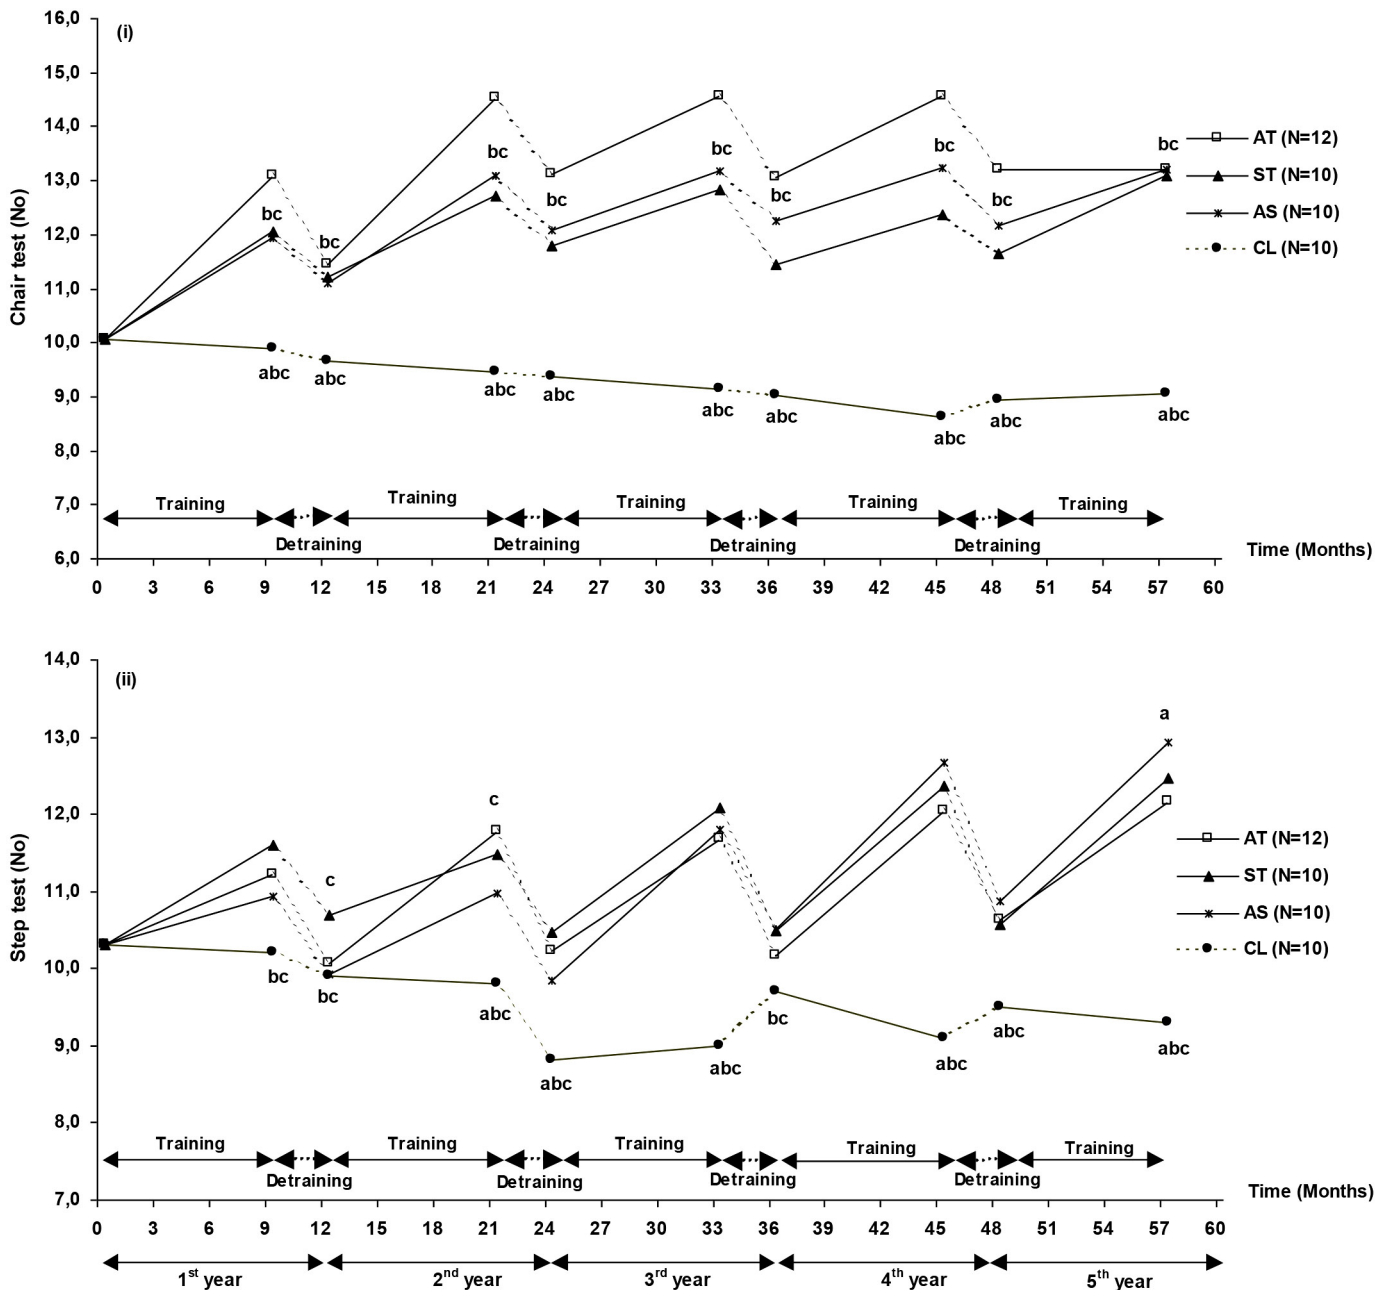 (i)
16,0
15,0
14,0
13,0
12,0
11,0
10,0
9,0
8,0
7,0
6,0
Chair test (No)
bc
bc
bc
bc
bc
bc
bc
bc
bc
abc
abc
abc
abc
abc
abc
abc
abc
abc
AT (N=12)
ST (N=10)
AS (N=10)
CL (N=10)
Training
Training
Training
Training
Training
Detraining
Detraining
Detraining
Detraining
Time (Months)
0 3 6 9 12 15 18 21 24 27 30 33 36 39 42 45 48 51 54 57 60
(ii)
14,0
13,0
12,0
11,0
10,0
9,0
8,0
7,0
Step test (No)
c
c
a
bc
bc
abc
abc
abc
bc
abc
abc
abc
AT (N=12)
ST (N=10)
AS (N=10)
CL (N=10)
Training
Training
Training
Training
Training
Detraining
Detraining
Detraining
Detraining
Time (Months)
0 3 6 9 12 15 18 21 24 27 30 33 36 39 42 45 48 51 54 57 60
1st year 2nd year 3rd year 4th year 5th year